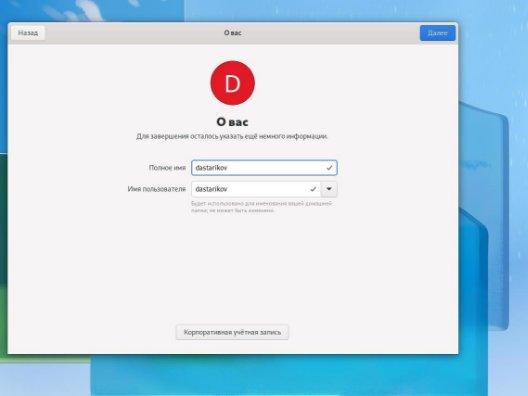 Назад
О вас
Далее
D
О вас
Для завершения осталось указать ещё немного информации.
Полное имя dastarikov
Имя пользователя dastarikov
Будет использовано для именования вашей домашней
папки; не может быть изменено.
Корпоративная учётная запись